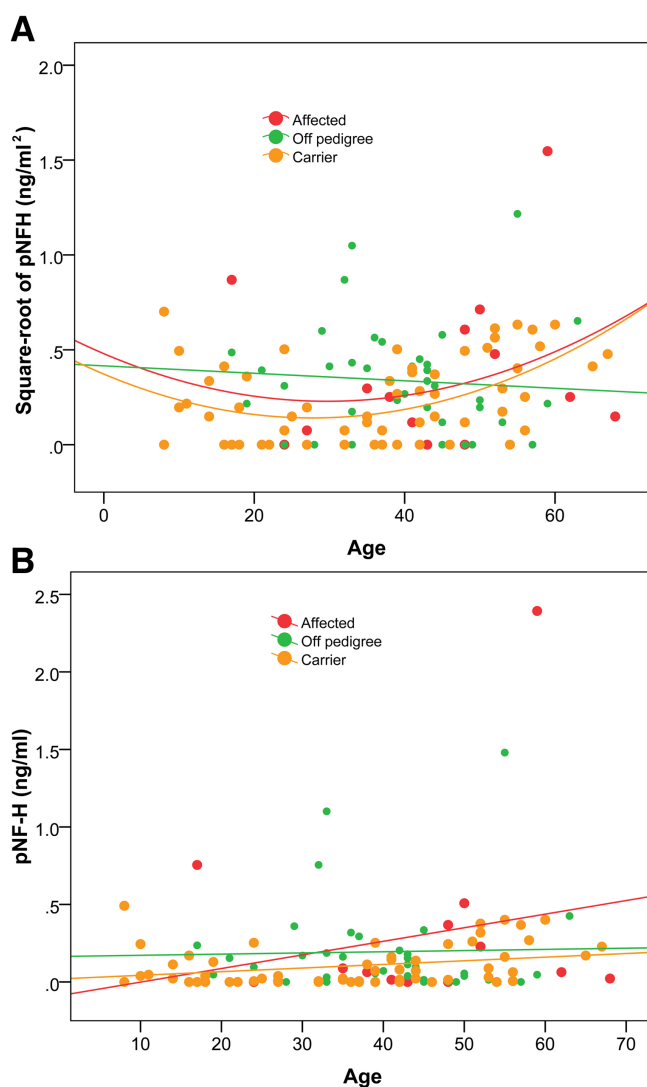 A
2.0
1.5
1.0
.5
.0
Affected
Off pedigree
Carrier
Square-root of pNFH (ng/ml²)
0 20 40 60
Age
B
2.5
2.0
1.5
1.0
.5
.0
Affected
Off pedigree
Carrier
pNF-H (ng/ml)
10 20 30 40 50 60 70
Age